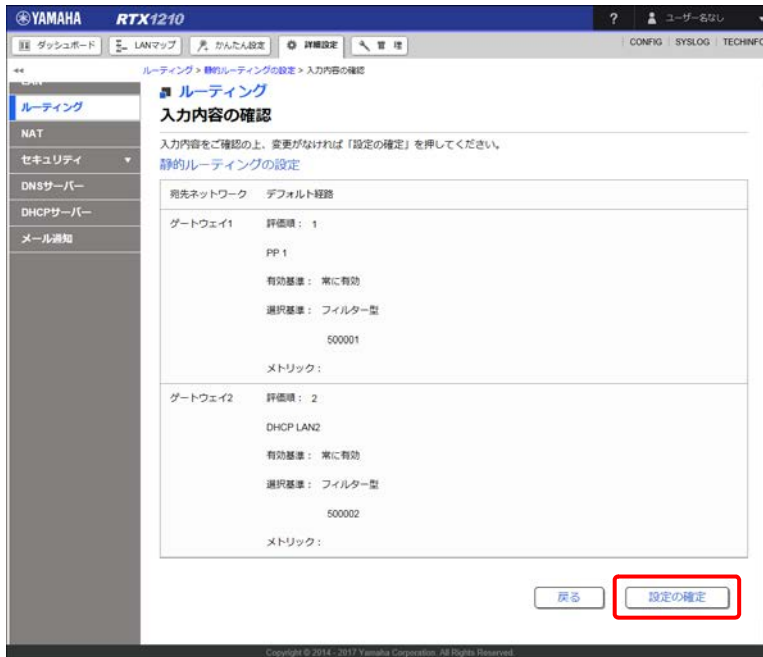 YAMAHA RTX1210 ? ユーザー名なし
ダッシュボード LANマップ かんたん設定 詳細設定 管 理 CONFIG SYSLOG TECHINFO
ルーティング > 静的ルーティングの設定 > 入力内容の確認
LAN
ルーティング
NAT
セキュリティ
DNSサーバー
DHCPサーバー
メール通知
ルーティング
入力内容の確認
入力内容をご確認の上、変更がなければ「設定の確定」を押してください。
静的ルーティングの設定
宛先ネットワーク デフォルト経路
ゲートウェイ1 評価順： 1
PP 1
有効基準： 常に有効
選択基準： フィルター型
500001
メトリック：
ゲートウェイ2 評価順： 2
DHCP LAN2
有効基準： 常に有効
選択基準： フィルター型
500002
メトリック：
戻る 設定の確定
Copyright © 2014 - 2017 Yamaha Corporation. All Rights Reserved.